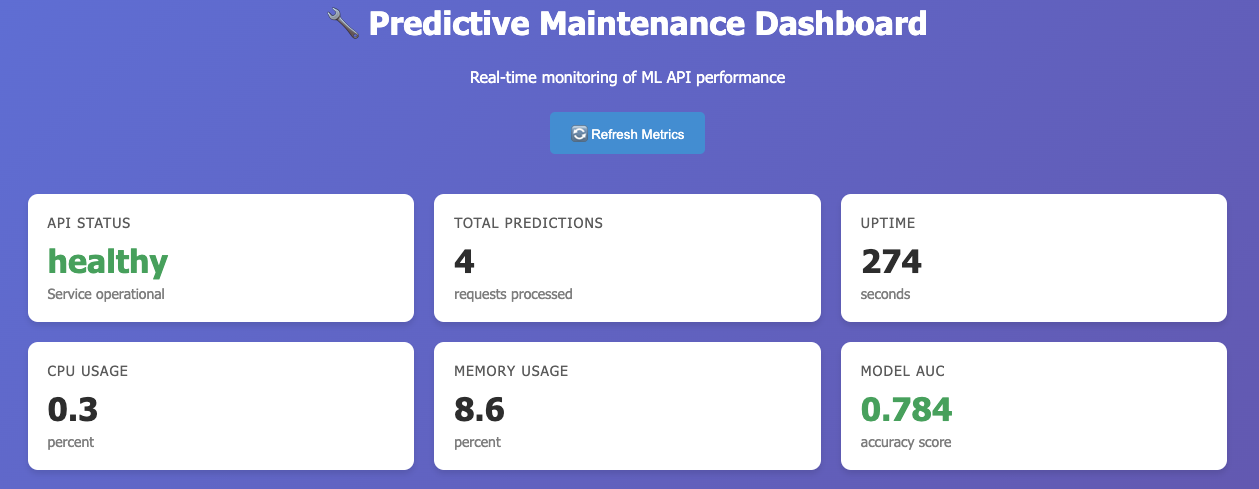 Predictive Maintenance Dashboard
Real-time monitoring of ML API performance
Refresh Metrics
API STATUS
healthy
Service operational
TOTAL PREDICTIONS
4
requests processed
UPTIME
274
seconds
CPU USAGE
0.3
percent
MEMORY USAGE
8.6
percent
MODEL AUC
0.784
accuracy score